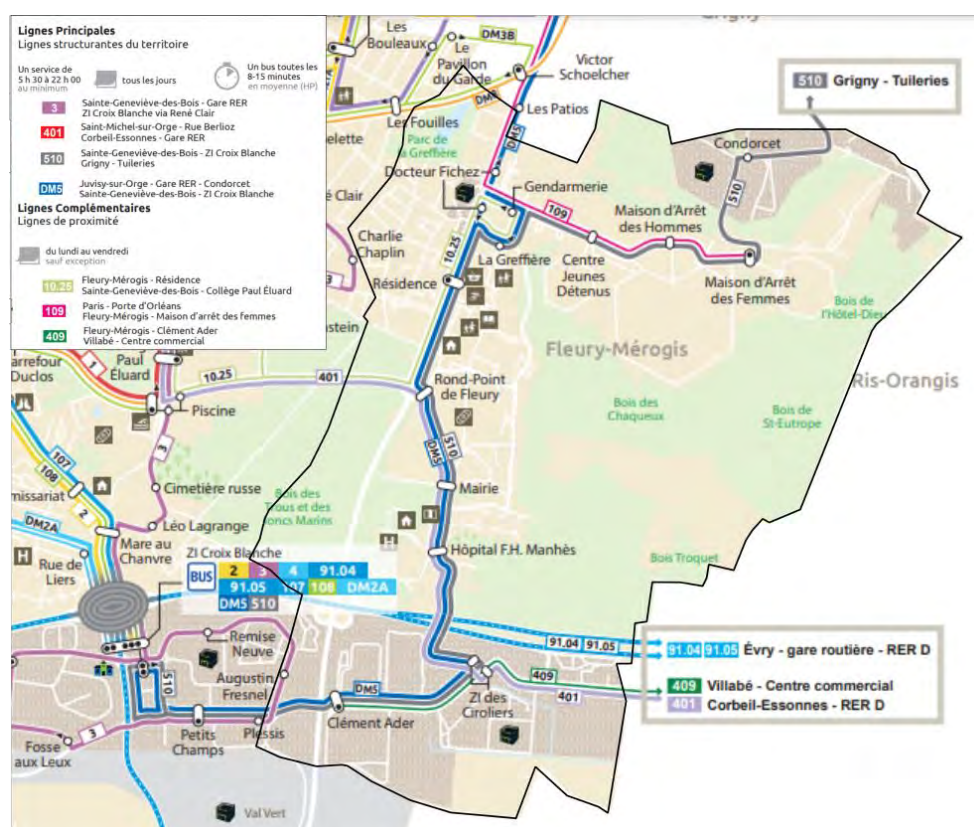 Lignes Principales
Lignes structurantes du territoire
Un service de
5 h 30 à 22 h 00
au minimum
tous les jours
Un bus toutes les
8-15 minutes
en moyenne (HP)
3
Sainte-Geneviève-des-Bois - Gare RER
ZI Croix Blanche via René Clair
401
Saint-Michel-sur-Orge - Rue Berlioz
Corbeil-Essonnes - Gare RER
510
Sainte-Geneviève-des-Bois - ZI Croix Blanche
Grigny - Tuileries
DM5
Juvisy-sur-Orge - Gare RER - Condorcet
Sainte-Geneviève-des-Bois - ZI Croix Blanche
Lignes Complémentaires
Lignes de proximité
du lundi au vendredi
sauf exception
10.25
Fleury-Mérogis - Résidence
Sainte-Geneviève-des-Bois - Collège Paul Éluard
109
Paris - Porte d'Orléans
Fleury-Mérogis - Maison d'arrêt des femmes
409
Fleury-Mérogis - Clément Ader
Villabé - Centre commercial
Les
Bouleaux
Le
Pavillon
du Garde
DM3B
Victor
Schoelcher
Les Patios
DM5
Les Fouilles
Parc de
la Greffière
Docteur Fichez
Gendarmerie
109
510 Grigny - Tuileries
Condorcet
510
Maison d'Arrêt
des Hommes
Centre
Jeunes
Détenus
Maison d'Arrêt
des Femmes
La Greffière
10.25
Charlie
Chaplin
3
Résidence
Bois de
l'Hôtel-Dieu
Fleury-Mérogis
Ris-Orangis
Paul
Éluard
1
Duclos
10.25
401
Piscine
Rond-Point
de Fleury
Bois des
Chaqueux
Bois de
St-Eutrope
3
DM5
510
107
108
2
DM2A
Cimetière russe
Léo Lagrange
Mare au
Chanvre
Rue de
Liers
Bois des
Trous et des
Joncs Marins
Mairie
Hôpital F.H. Manhès
Bois Troquet
ZI Croix Blanche
BUS
2 3 4 91.04
91.05 107 108 DM2A
DM5 510
91.04 91.05
91.04 91.05 Évry - gare routière - RER D
409 Villabé - Centre commercial
401 Corbeil-Essonnes - RER D
409
401
Remise
Neuve
Augustin
Fresnel
510
DM5
Clément Ader
ZI des
Ciroliers
Petits
Champs
Plessis
3
Fosse
aux Leux
Val Vert